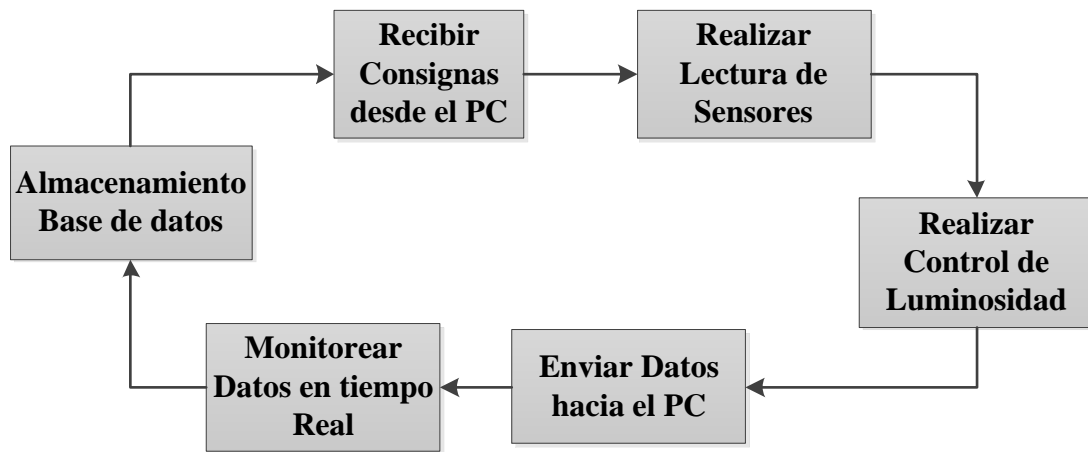 Recibir
Consignas
desde el PC
Realizar
Lectura de
Sensores
Almacenamiento
Base de datos
Realizar
Control de
Luminosidad
Monitorear
Datos en tiempo
Real
Enviar Datos
hacia el PC